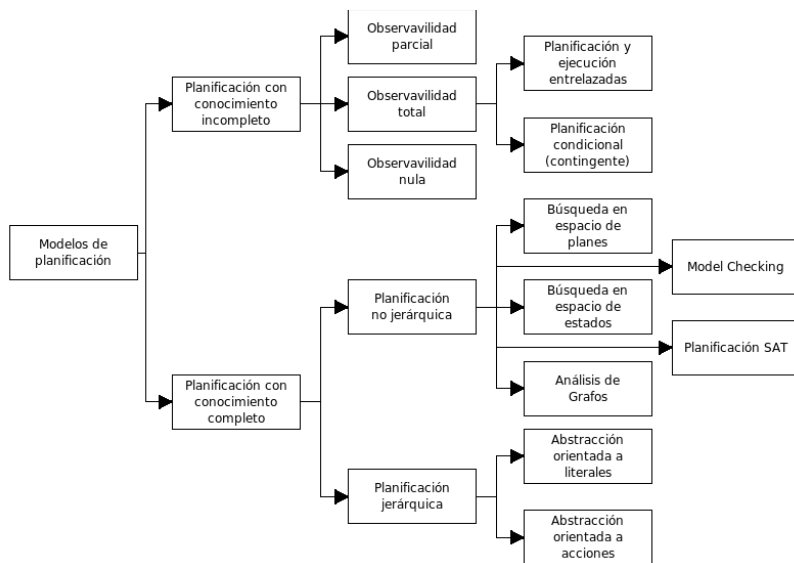 Observavilidad
parcial
Planificación y
ejecución
entrelazadas
Planificación con
conocimiento
incompleto
Observavilidad
total
Planificación
condicional
(contingente)
Observavilidad
nula
Búsqueda en
espacio de
planes
Modelos de
planificación
Model Checking
Planificación
no jerárquica
Búsqueda en
espacio de
estados
Planificación SAT
Planificación con
conocimiento
completo
Análisis de
Grafos
Abstracción
orientada a
literales
Planificación
jerárquica
Abstracción
orientada a
acciones